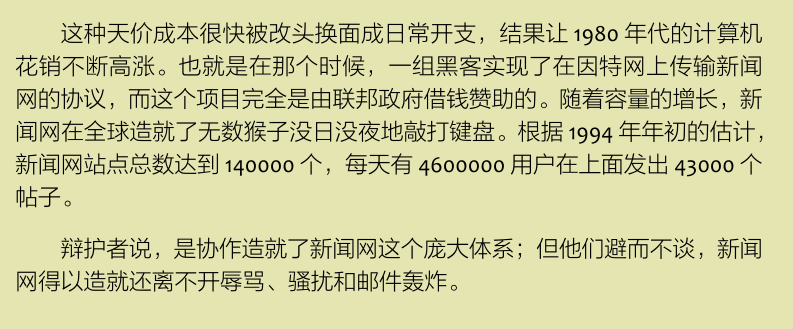 这种天价成本很快被改头换面成日常开支，结果让 1980 年代的计算机
花销不断高涨。也就是在那个时候，一组黑客实现了在因特网上传输新闻
网的协议，而这个项目完全是由联邦政府借钱赞助的。随着容量的增长，新
闻网在全球造就了无数猴子没日没夜地敲打键盘。根据 1994 年年初的估计，
新闻网站点总数达到 140000 个，每天有 4600000 用户在上面发出 43000 个
帖子。
辩护者说，是协作造就了新闻网这个庞大体系；但他们避而不谈，新闻
网得以造就还离不开辱骂、骚扰和邮件轰炸。